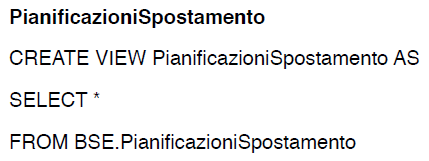 PianificazioniSpostamento
CREATE VIEW PianificazioniSpostamento AS
SELECT *
FROM BSE.PianificazioniSpostamento